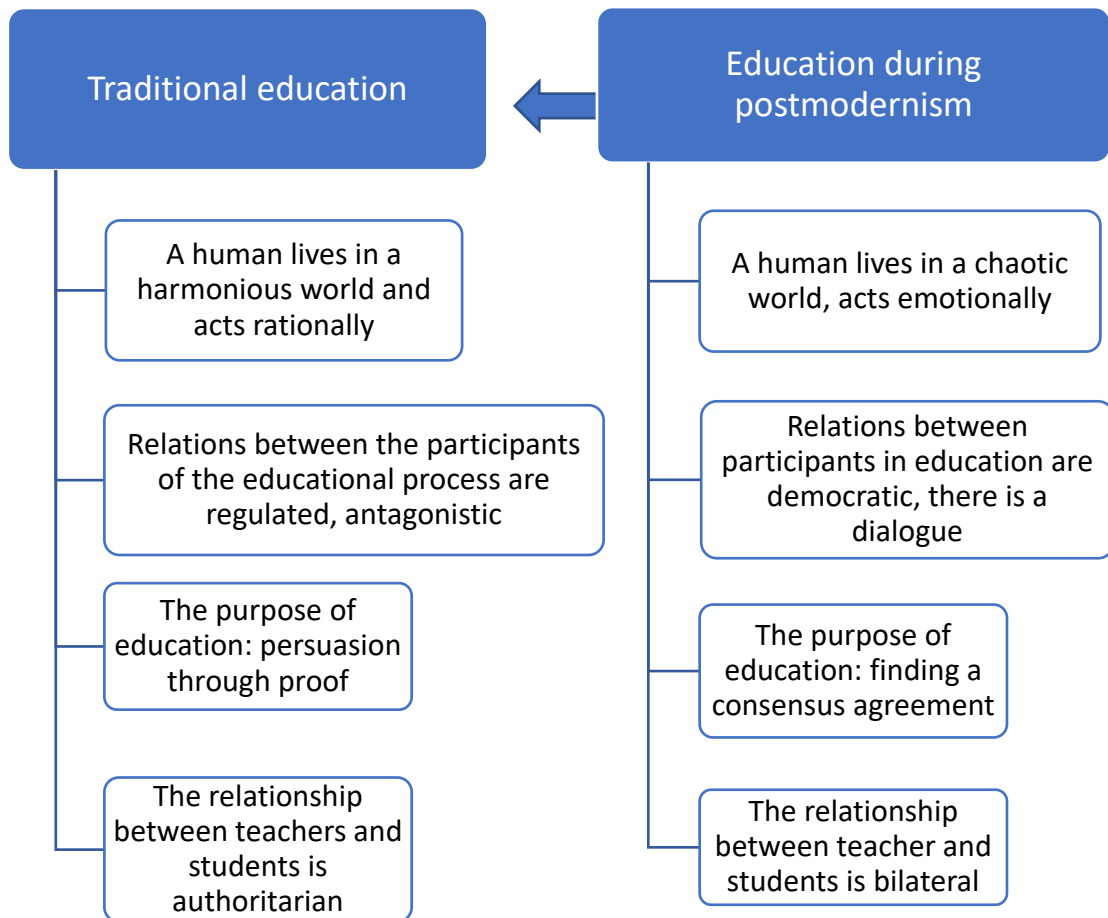 Traditional education
A human lives in a
harmonious world and
acts rationally
Relations between the participants
of the educational process are
regulated, antagonistic
The purpose of
education: persuasion
through proof
The relationship
between teachers and
students is
authoritarian
Education during
postmodernism
A human lives in a chaotic
world, acts emotionally
Relations between
participants in education are
democratic, there is a
dialogue
The purpose of
education: finding a
consensus agreement
The relationship
between teacher and
students is bilateral